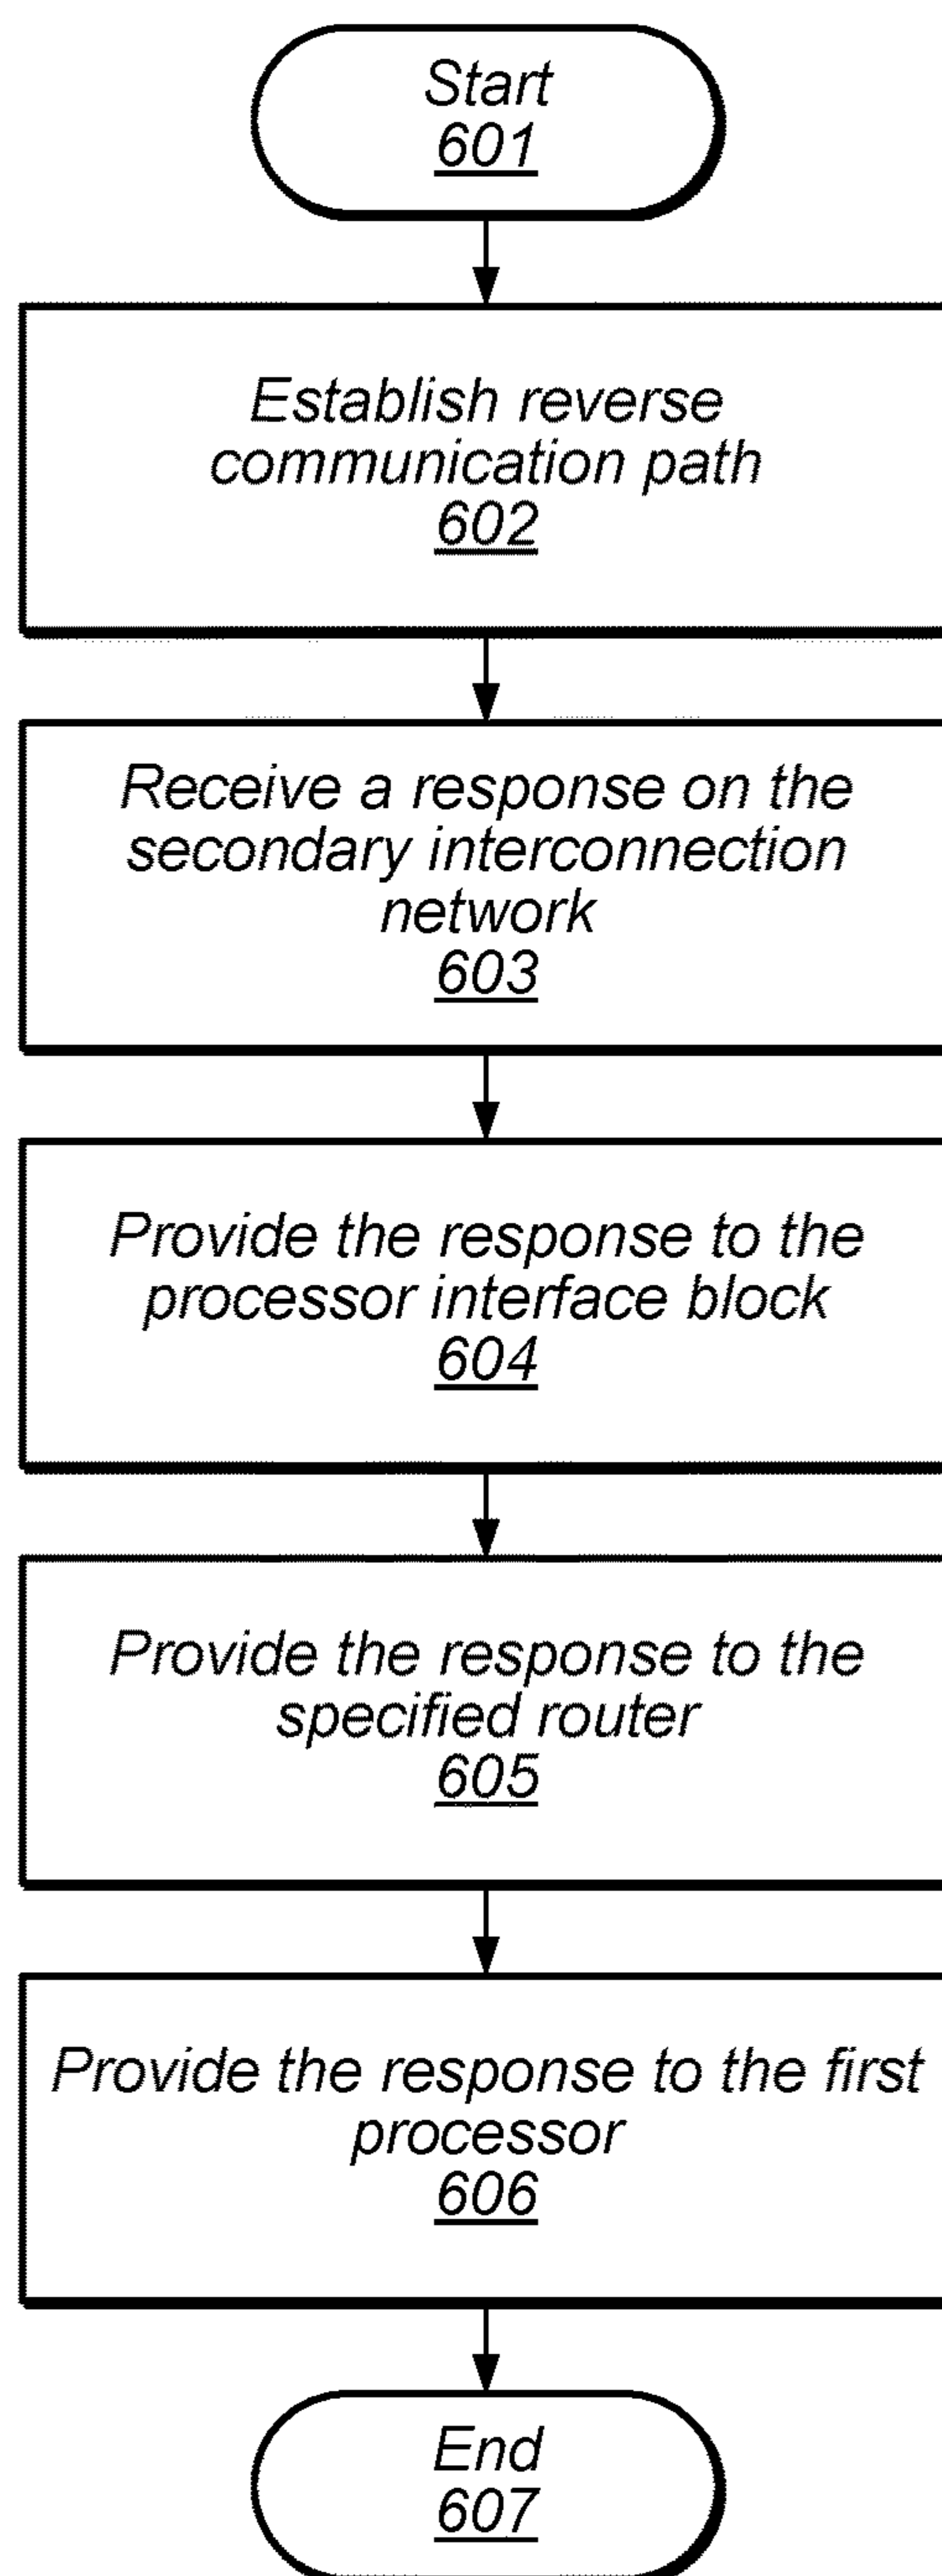 Start
601
Establish reverse
communication path
602
Receive a response on the
secondary interconnection
network
603
Provide the response to the
processor interface block
604
Provide the response to the
specified router
605
Provide the response to the first
processor
606
End
607